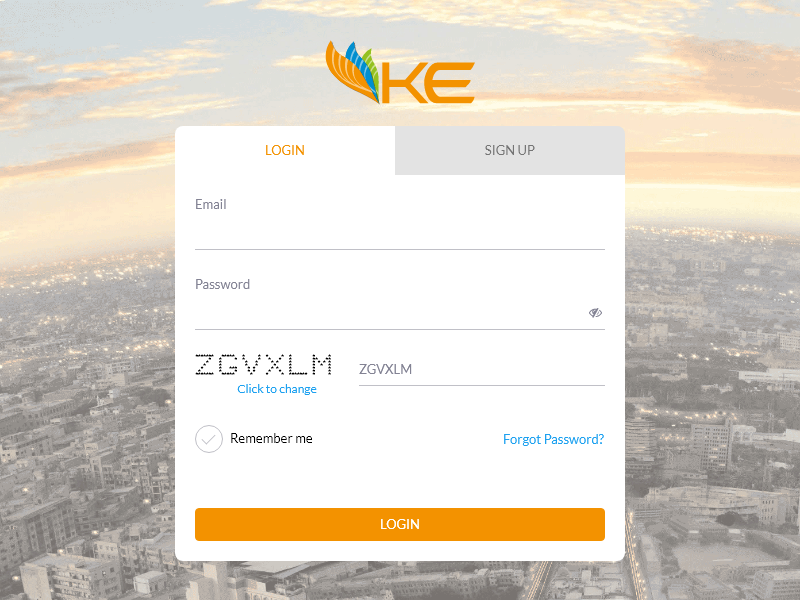 KE
LOGIN
SIGN UP
Email
Password
ZGVXLM
ZGVXLM
Click to change
Remember me
Forgot Password?
LOGIN